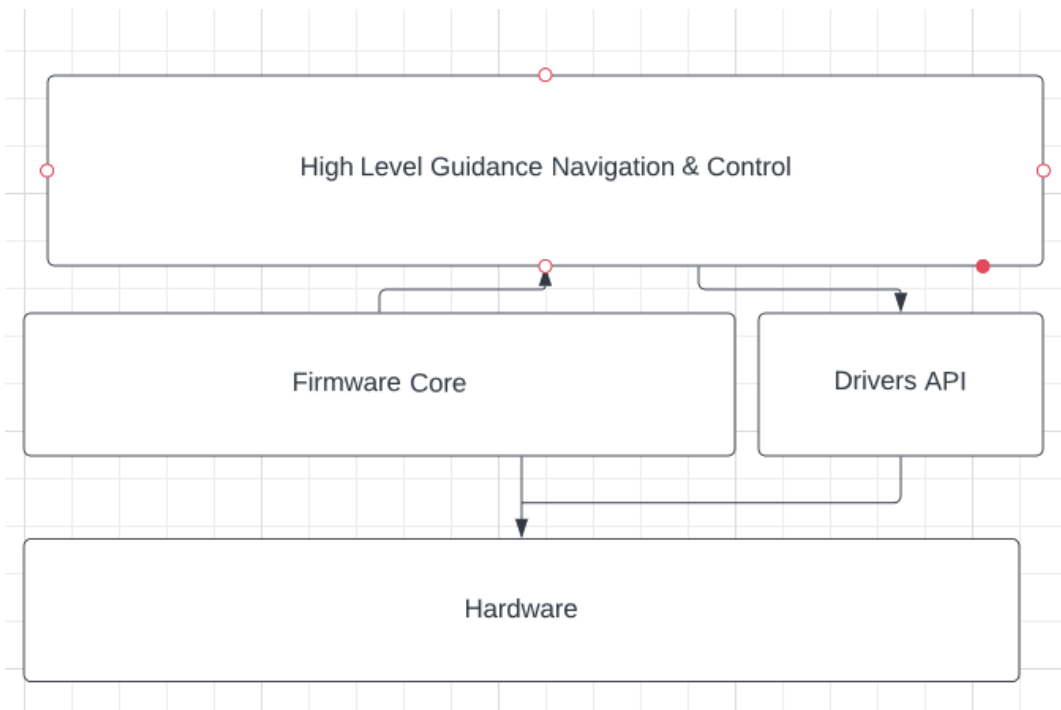 High Level Guidance Navigation & Control
Firmware Core
Drivers API
Hardware